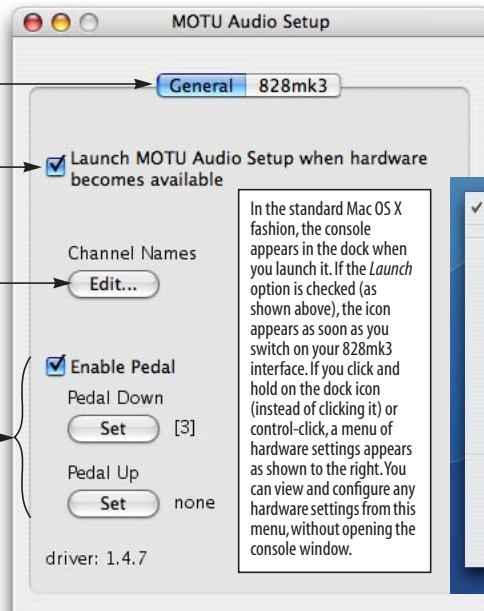 MOTU Audio Setup
General 828mk3
Launch MOTU Audio Setup when hardware
becomes available
Channel Names
Edit...
Enable Pedal
Pedal Down
Set [3]
Pedal Up
Set none
driver: 1.4.7
In the standard Mac OS X
fashion, the console
appears in the dock when
you launch it. If the Launch
option is checked (as
shown above), the icon
appears as soon as you
switch on your 828mk3
interface. If you click and
hold on the dock icon
(instead of clicking it) or
control-click, a menu of
hardware settings appears
as shown to the right. You
can view and configure any
hardware settings from this
menu, without opening the
console window.